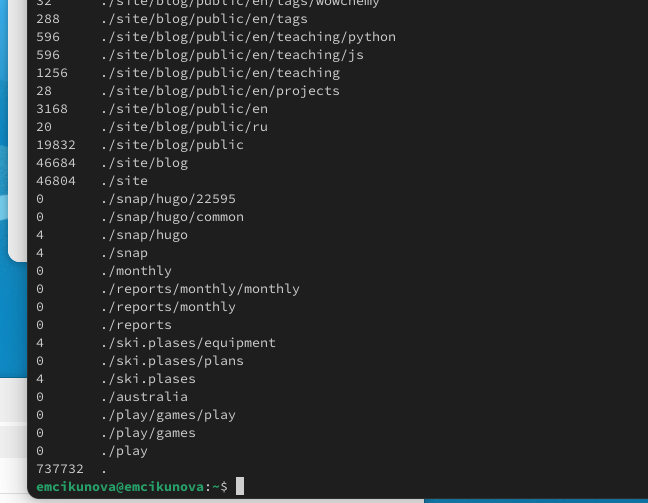 32 ./site/blog/public/en/tags/wowchemy
288 ./site/blog/public/en/tags
596 ./site/blog/public/en/teaching/python
596 ./site/blog/public/en/teaching/js
1256 ./site/blog/public/en/teaching
28 ./site/blog/public/en/projects
3168 ./site/blog/public/en
20 ./site/blog/public/ru
19832 ./site/blog/public
46684 ./site/blog
46804 ./site
0 ./snap/hugo/22595
0 ./snap/hugo/common
4 ./snap/hugo
4 ./snap
0 ./monthly
0 ./reports/monthly/monthly
0 ./reports/monthly
0 ./reports
4 ./ski.plases/equipment
0 ./ski.plases/plans
4 ./ski.plases
0 ./australia
0 ./play/games/play
0 ./play/games
0 ./play
737732 .
emcikunova@emcikunova:~$